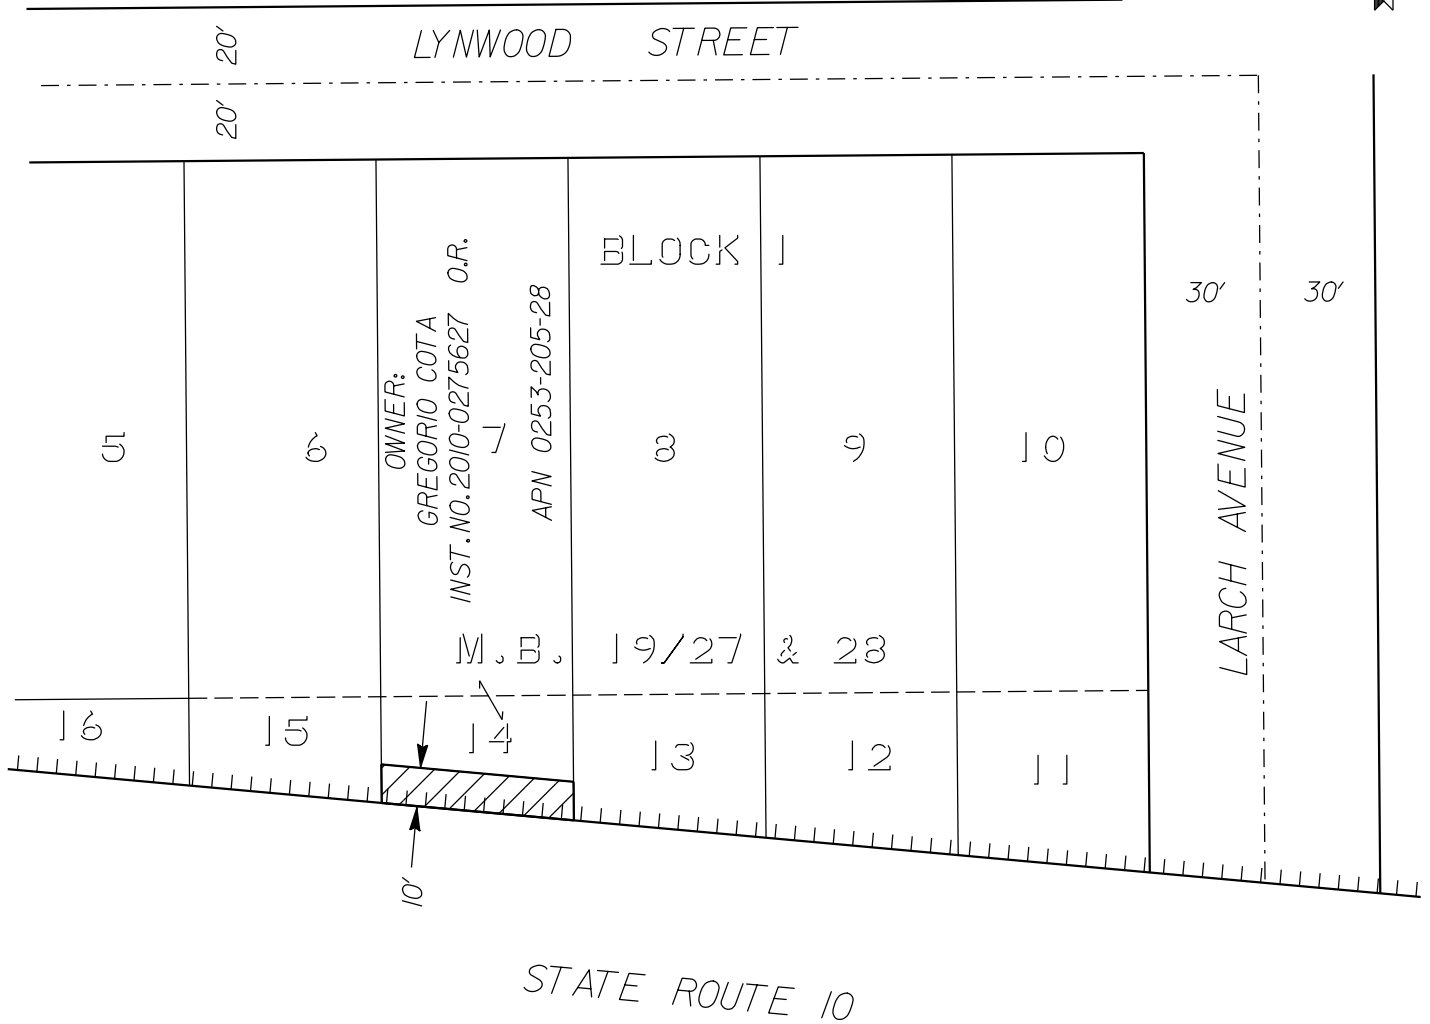 20'
LYNWOOD STREET
20'
BLOCK 1
30' 30'
OWNER:
GREGORIO COTA
INST.NO.2010-0275627 O.R.
APN 0253-205-28
5 6 7 8 9 10
LARCH AVENUE
M.B. 19/27 & 28
16 15 14 13 12 11
10'
STATE ROUTE 10